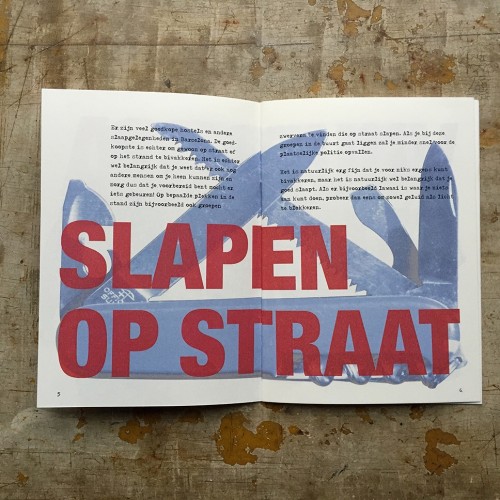 Er zijn veel goedkope hostels en andere
slaapgelegenheden in Barcelona. De goed-
koopste is echter om gewoon op straat of
op het strand te bivakkeren. Het is echter
wel belangrijk dat je weet dat er ook nog
andere mensen om je heen kunnen zijn en
zorg dus dat je voorbereid bent mocht er
iets gebeuren! Op bepaalde plekken in de
stad zijn bijvoorbeeld ook groepen
zwervers te vinden die op straat slapen. Als je bij deze
groepen in de buurt gaat liggen zal je minder snel voor de
plaatselijke politie opvallen.
Het is natuurlijk erg fijn dat je voor niks ergens kunt
bivakkeren, maar het is natuurlijk wel belangrijk dat je
goed slaapt. Als er bijvoorbeeld lawaai is waar je niets
aan kunt doen, probeer dan eens om zowel geluid als licht
te blokkeren.
SLAPEN
OP STRAAT
5
6